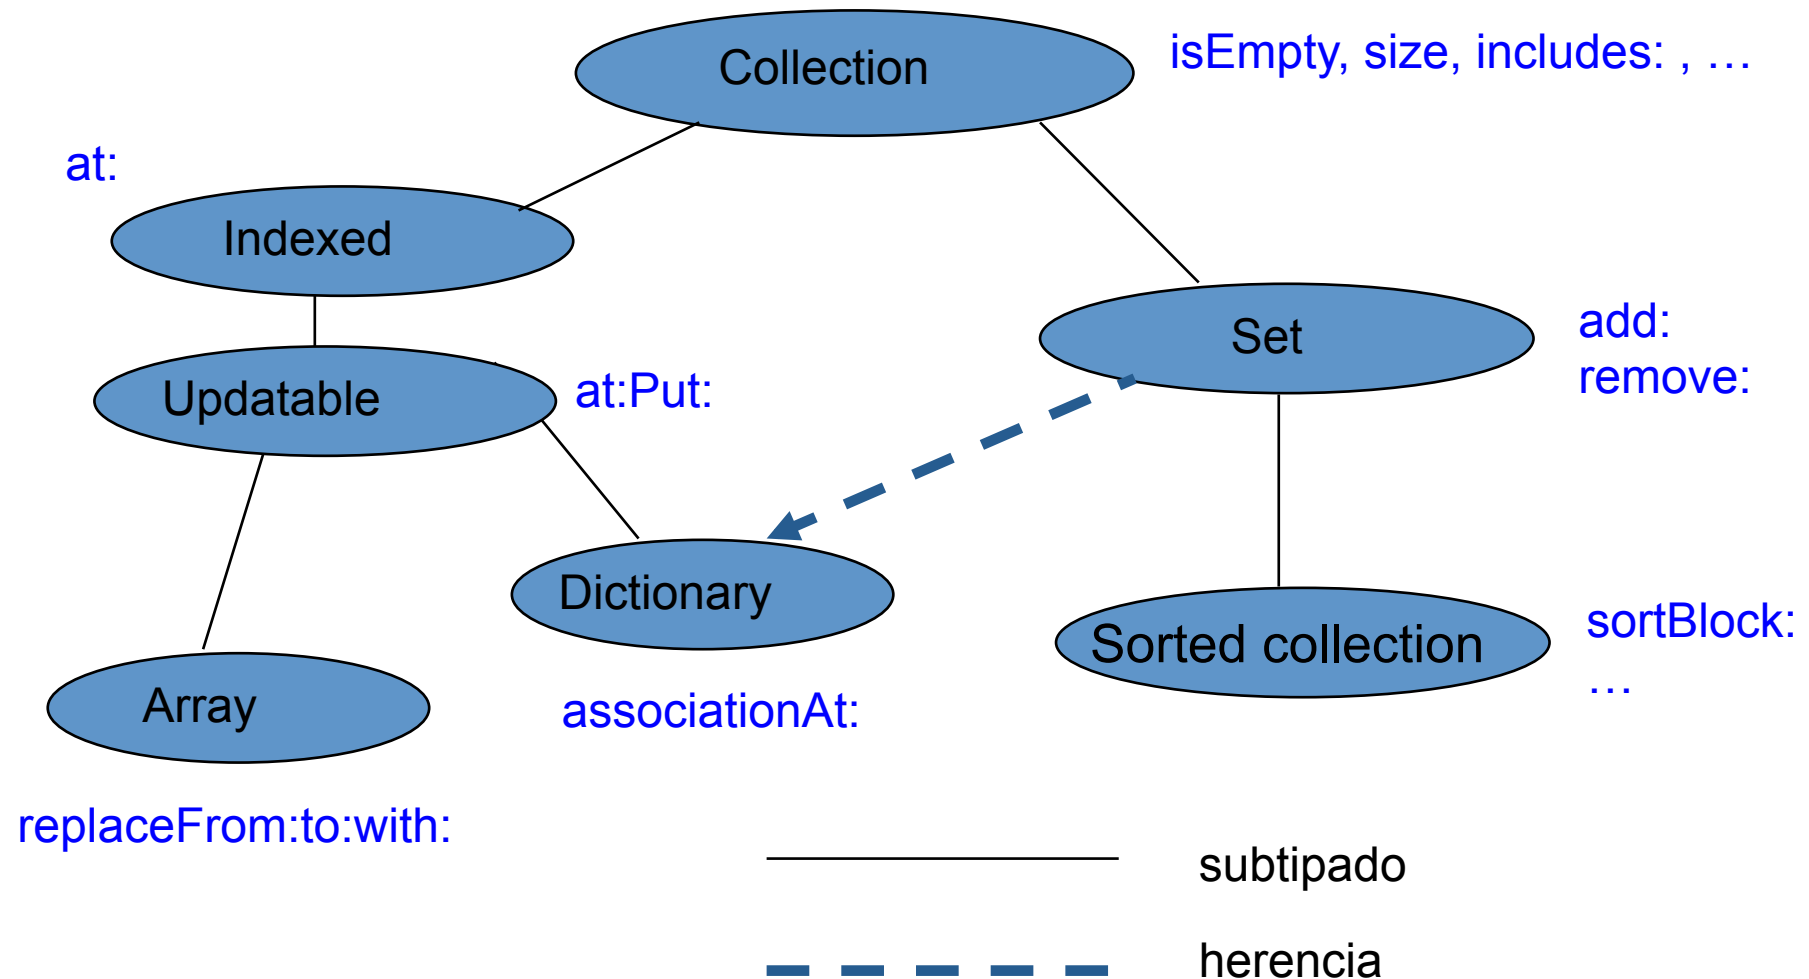 Collection
isEmpty, size, includes: , …
at:
Indexed
Set
add:
remove:
Updatable
at:Put:
Dictionary
Sorted collection
sortBlock:
…
Array
associationAt:
replaceFrom:to:with:
subtipado
herencia